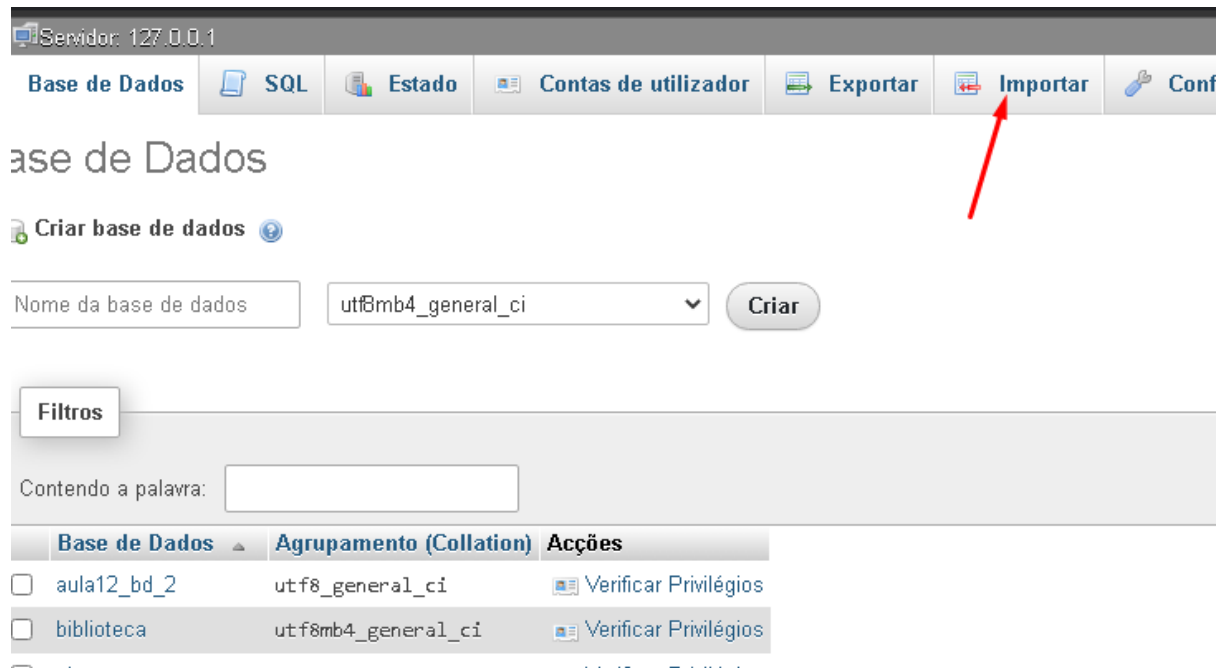 Servidor: 127.0.0.1
Base de Dados SQL Estado Contas de utilizador Exportar Importar Conf
ase de Dados
Criar base de dados
Nome da base de dados utf8mb4_general_ci Criar
Filtros
Contendo a palavra:
Base de Dados Agrupamento (Collation) Acções
aula12_bd_2 utf8_general_ci Verificar Privilégios
biblioteca utf8mb4_general_ci Verificar Privilégios